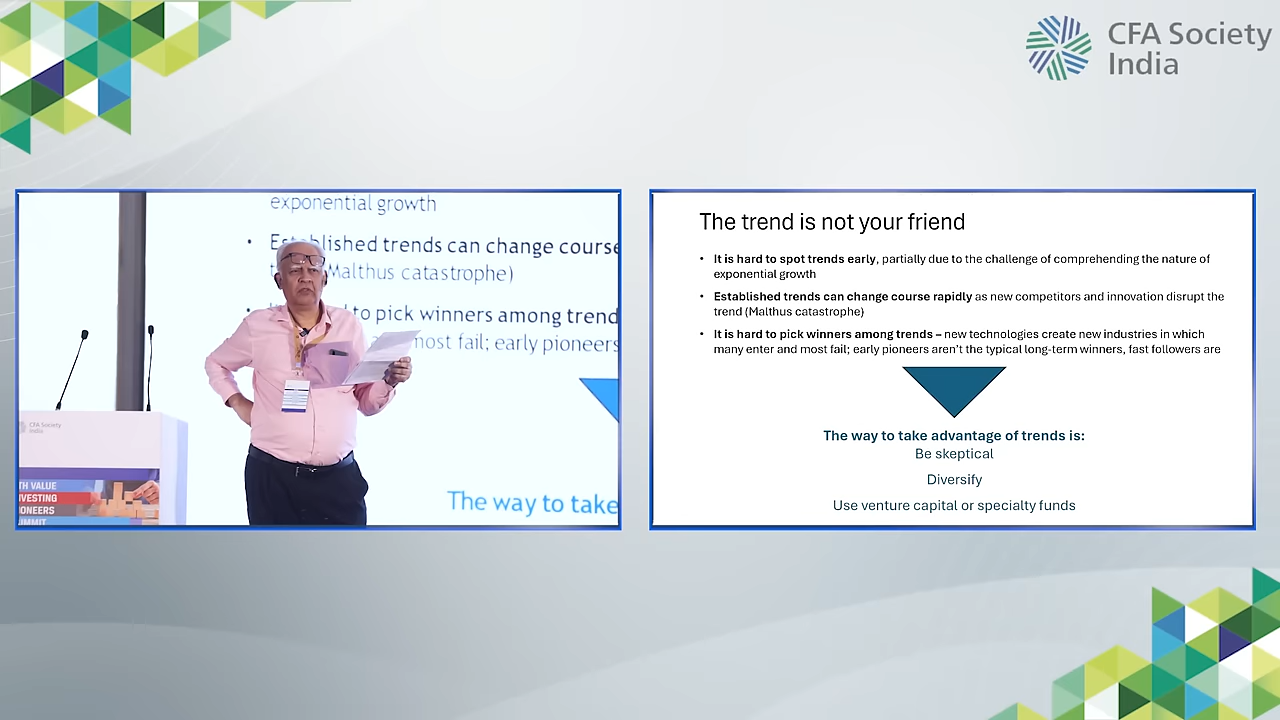 CFA Society
India
exponential growth
• Established trends can change course
Malthus catastrophe)
to pick winners among trend
most fail; early pioneers
The way to take
CFA Society
India
TH VALUE
VESTING
ONEERS
UMMIT
The trend is not your friend
• It is hard to spot trends early, partially due to the challenge of comprehending the nature of
exponential growth
• Established trends can change course rapidly as new competitors and innovation disrupt the
trend (Malthus catastrophe)
• It is hard to pick winners among trends – new technologies create new industries in which
many enter and most fail; early pioneers aren't the typical long-term winners, fast followers are
The way to take advantage of trends is:
Be skeptical
Diversify
Use venture capital or specialty funds